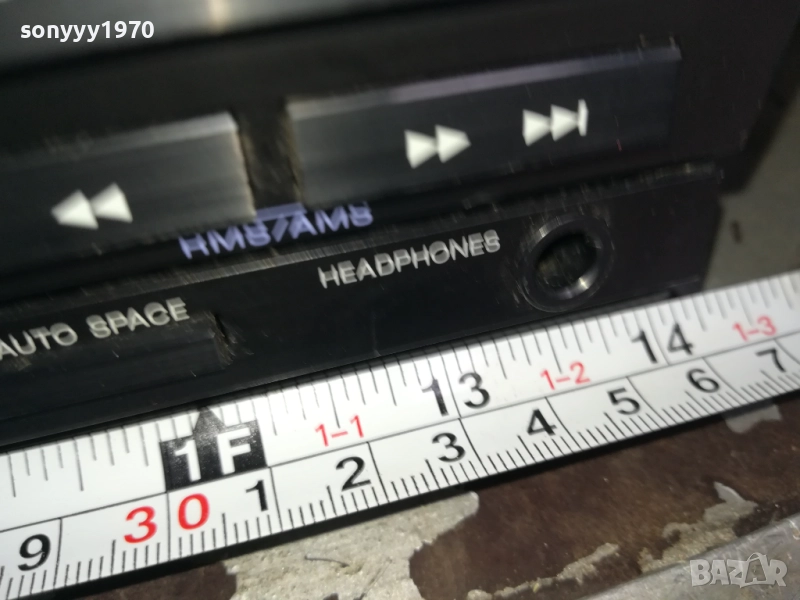 sonyyy1970
RMS/AMS
HEADPHONES
AUTO SPACE
1F 1-1 13 1-2 14 1-3
9 30 1 2 3 4 5 6 7
BAZAR